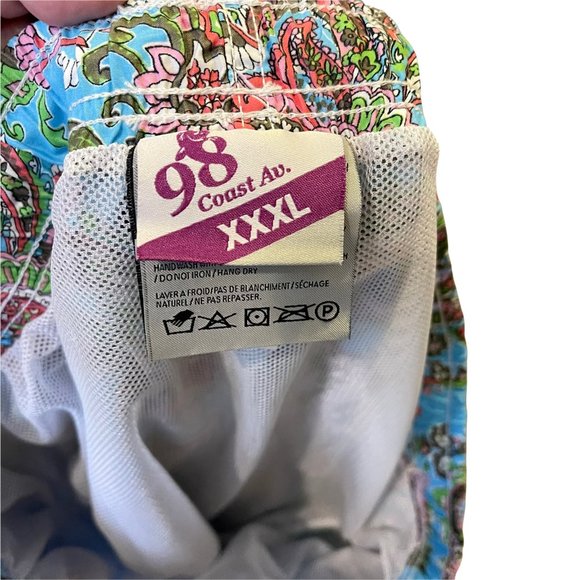 98
Coast Av.
XXXL
HANDWASH
/ DO NOT IRON / HANG DRY
LAVER A FROID/PAS DE BLANCHIMENT/SÉCHAGE
NATUREL/ NE PAS REPASSER.
P